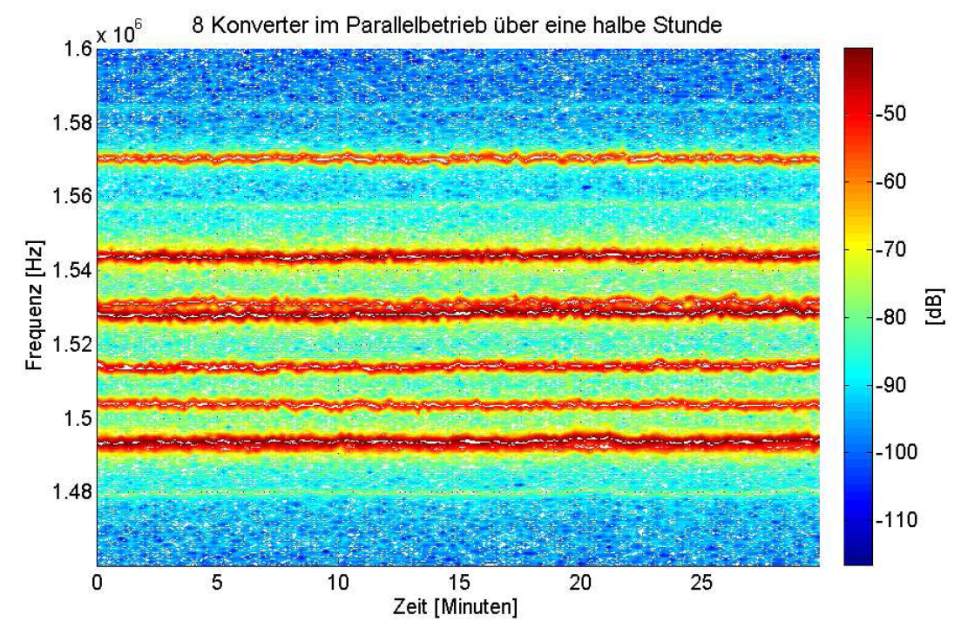 8 Konverter im Parallelbetrieb über eine halbe Stunde
x 10^6
1.6
1.58
1.56
1.54
1.52
1.5
1.48
Frequenz [Hz]
0 5 10 15 20 25
Zeit [Minuten]
-50
-60
-70
-80
-90
-100
-110
[dB]